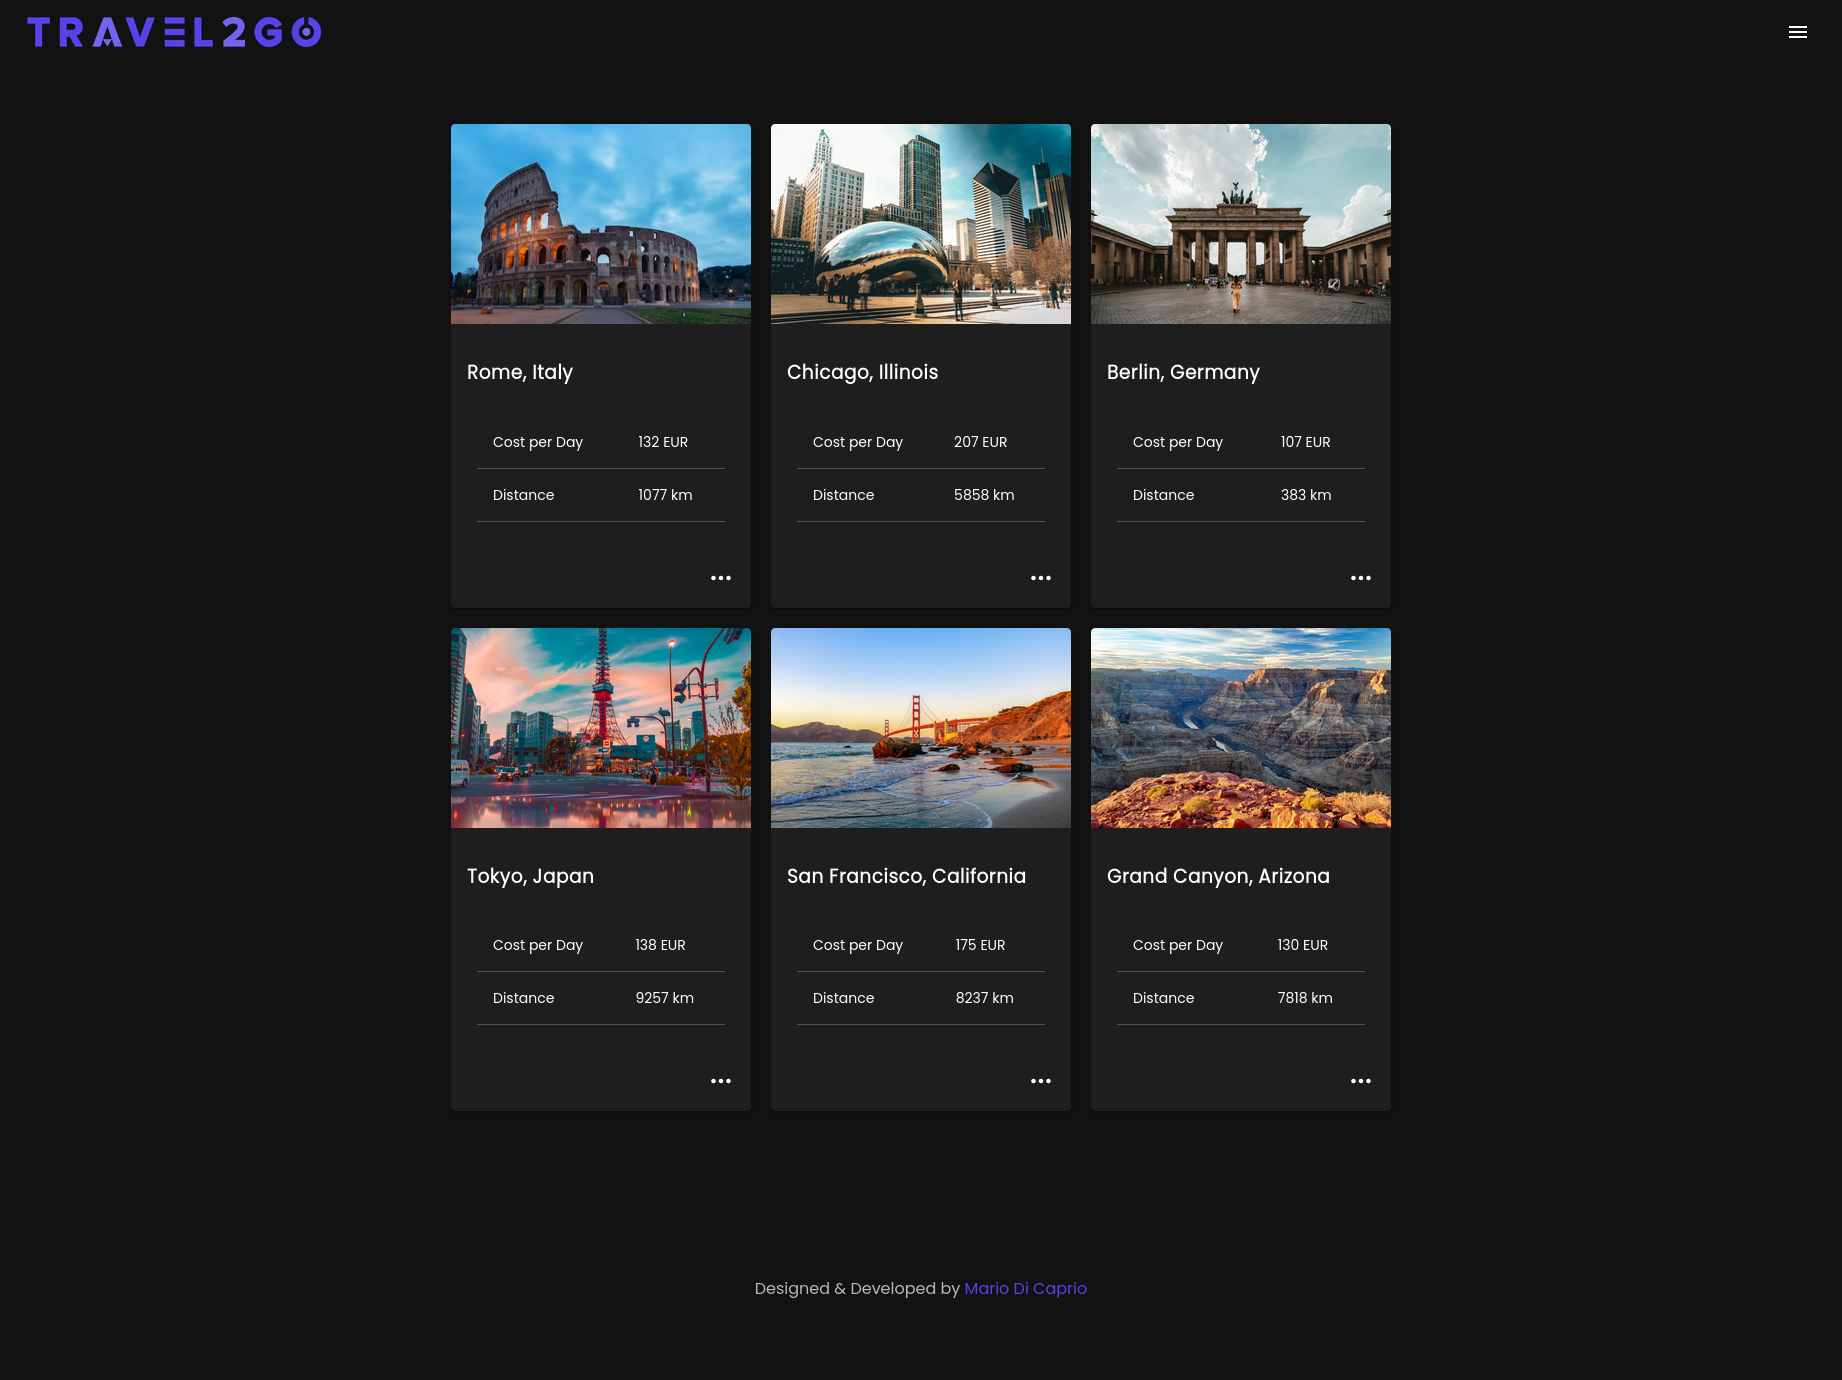 TRAVEL2GO
Rome, Italy
Cost per Day 132 EUR
Distance 1077 km
Chicago, Illinois
Cost per Day 207 EUR
Distance 5858 km
Berlin, Germany
Cost per Day 107 EUR
Distance 383 km
Tokyo, Japan
Cost per Day 138 EUR
Distance 9257 km
San Francisco, California
Cost per Day 175 EUR
Distance 8237 km
Grand Canyon, Arizona
Cost per Day 130 EUR
Distance 7818 km
Designed & Developed by Mario Di Caprio